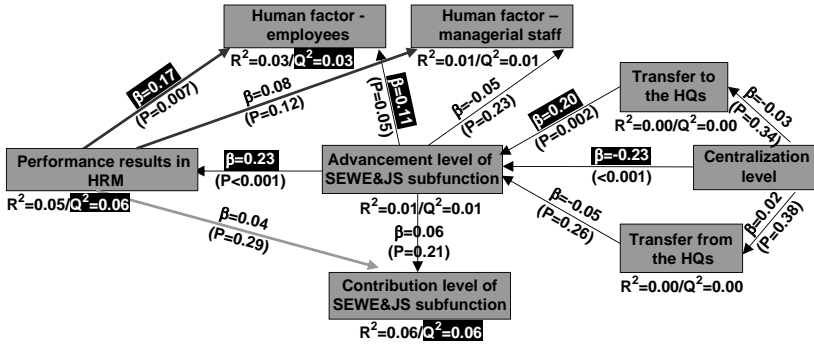 Human factor -
employees
R²=0.03/Q²=0.03
Human factor –
managerial staff
R²=0.01/Q²=0.01
β=0.17
(P=0.007)
β=0.08
(P=0.12)
β=0.11
(P=0.05)
β=-0.05
(P=0.23)
β=0.20
(P=0.002)
Transfer to
the HQs
R²=0.00/Q²=0.00
β=-0.03
(P=0.34)
Performance results in
HRM
R²=0.05/Q²=0.06
β=0.23
(P<0.001)
Advancement level of
SEWE&JS subfunction
R²=0.01/Q²=0.01
β=-0.23
(<0.001)
Centralization
level
β=0.04
(P=0.29)
β=0.06
(P=0.21)
β=-0.05
(P=0.26)
β=0.02
(P=0.38)
Transfer from
the HQs
R²=0.00/Q²=0.00
Contribution level of
SEWE&JS subfunction
R²=0.06/Q²=0.06